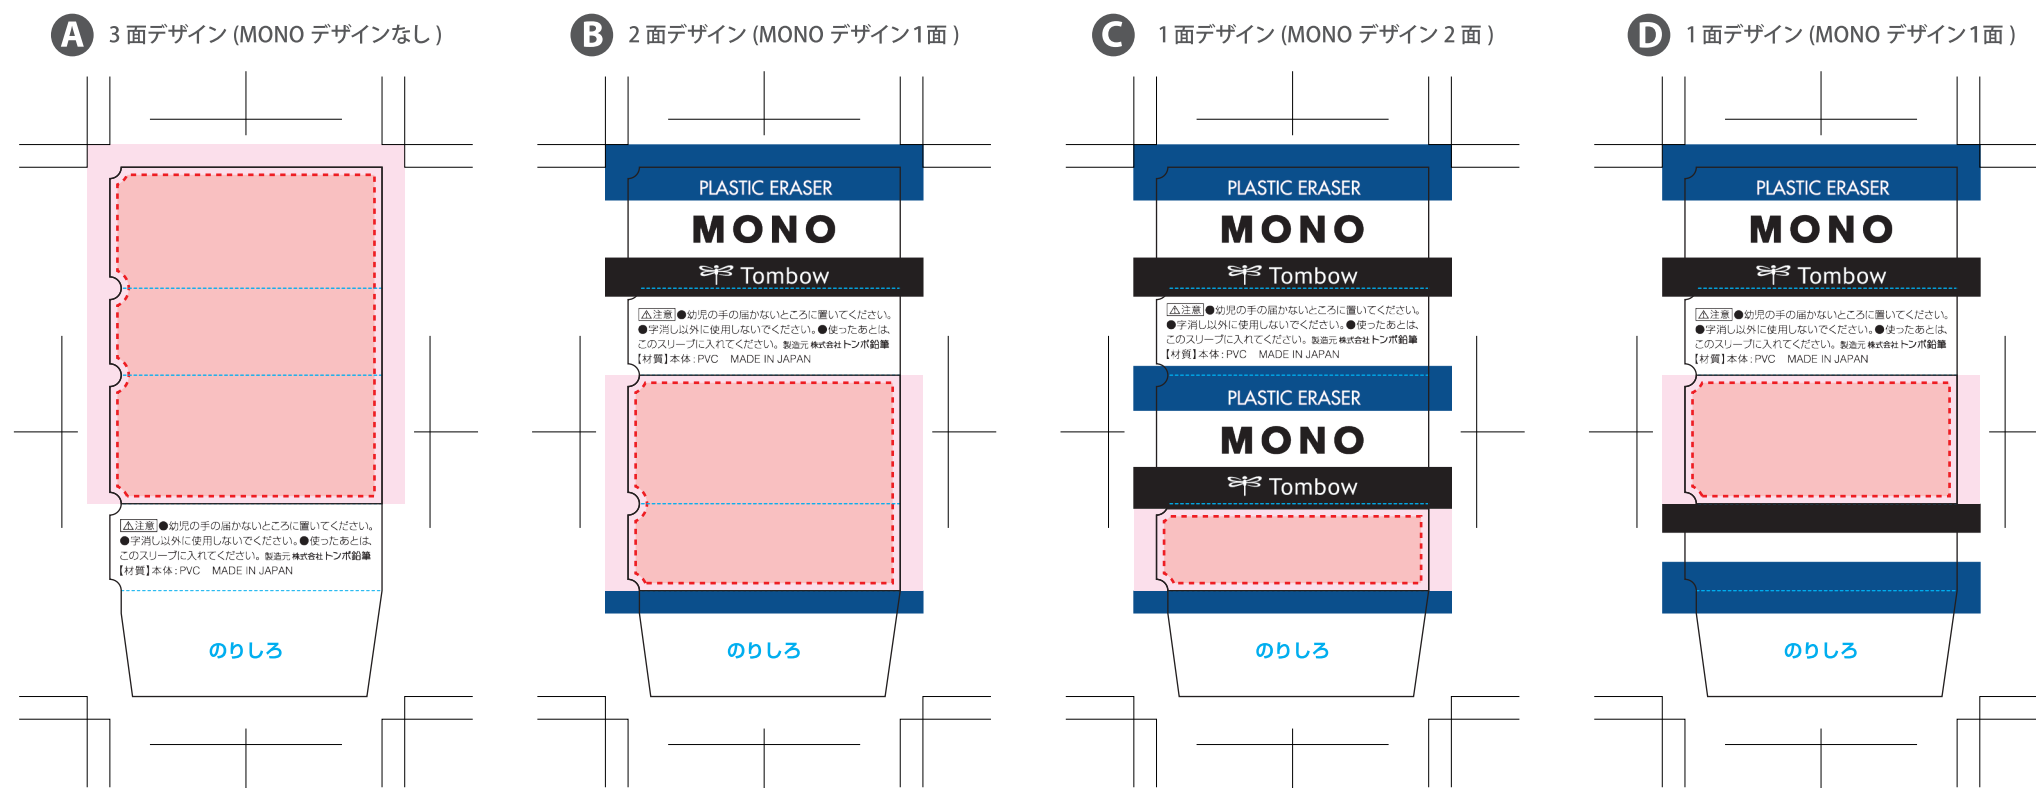 A 3 面デザイン (MONO デザインなし )
⚠注意 ●幼児の手の届かないところに置いてください。
●字消し以外に使用しないでください。●使ったあとは、
このスリーブに入れてください。 製造元 株式会社トンボ鉛筆
【材質】本体 : PVC MADE IN JAPAN
のりしろ
B 2 面デザイン (MONO デザイン 1 面 )
PLASTIC ERASER
MONO
Tombow
⚠注意 ●幼児の手の届かないところに置いてください。
●字消し以外に使用しないでください。●使ったあとは、
このスリーブに入れてください。 製造元 株式会社トンボ鉛筆
【材質】本体 : PVC MADE IN JAPAN
のりしろ
C 1 面デザイン (MONO デザイン 2 面 )
PLASTIC ERASER
MONO
Tombow
⚠注意 ●幼児の手の届かないところに置いてください。
●字消し以外に使用しないでください。●使ったあとは、
このスリーブに入れてください。 製造元 株式会社トンボ鉛筆
【材質】本体 : PVC MADE IN JAPAN
PLASTIC ERASER
MONO
Tombow
のりしろ
D 1 面デザイン (MONO デザイン 1 面 )
PLASTIC ERASER
MONO
Tombow
⚠注意 ●幼児の手の届かないところに置いてください。
●字消し以外に使用しないでください。●使ったあとは、
このスリーブに入れてください。 製造元 株式会社トンボ鉛筆
【材質】本体 : PVC MADE IN JAPAN
のりしろ